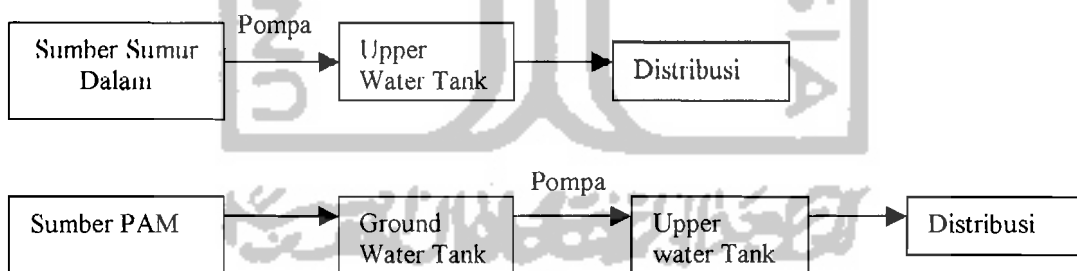 Pompa
Sumber Sumur
Dalam
Upper
Water Tank
Distribusi
Pompa
Sumber PAM
Ground
Water Tank
Upper
water Tank
Distribusi